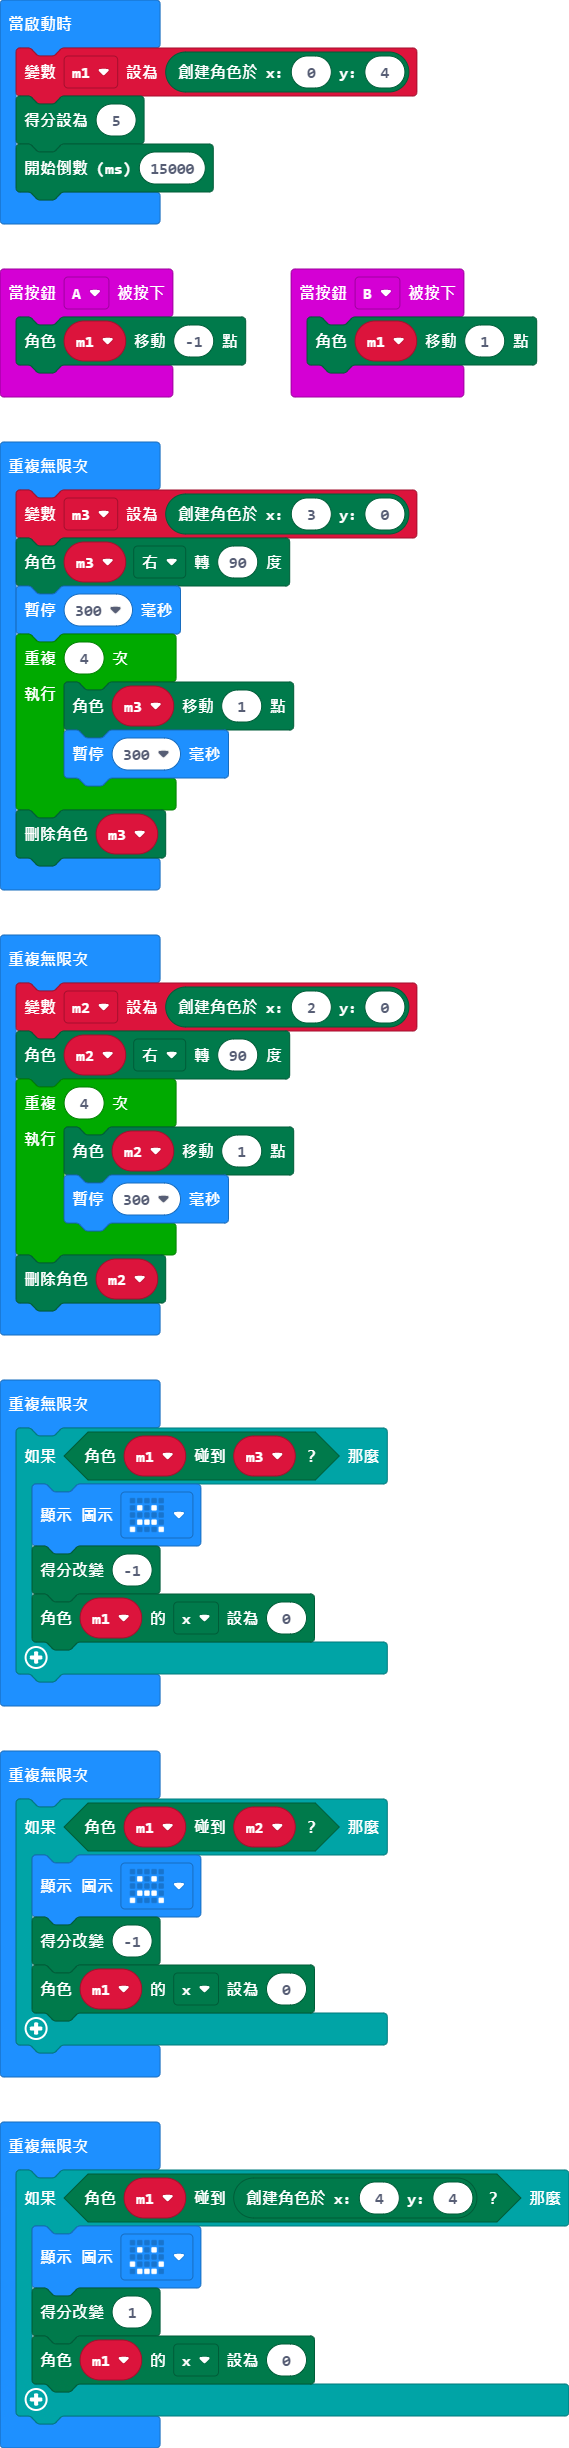 當啟動時
變數 m1 設為 創建角色於 x: 0 y: 4
得分設為 5
開始倒數 (ms) 15000
當按鈕 A 被按下
角色 m1 移動 -1 點
當按鈕 B 被按下
角色 m1 移動 1 點
重複無限次
變數 m3 設為 創建角色於 x: 3 y: 0
角色 m3 右 轉 90 度
暫停 300 毫秒
重複 4 次
執行 角色 m3 移動 1 點
暫停 300 毫秒
刪除角色 m3
重複無限次
變數 m2 設為 創建角色於 x: 2 y: 0
角色 m2 右 轉 90 度
重複 4 次
執行 角色 m2 移動 1 點
暫停 300 毫秒
刪除角色 m2
重複無限次
如果 角色 m1 碰到 m3 ? 那麼
顯示 圖示
得分改變 -1
角色 m1 的 x 設為 0
重複無限次
如果 角色 m1 碰到 m2 ? 那麼
顯示 圖示
得分改變 -1
角色 m1 的 x 設為 0
重複無限次
如果 角色 m1 碰到 創建角色於 x: 4 y: 4 ? 那麼
顯示 圖示
得分改變 1
角色 m1 的 x 設為 0